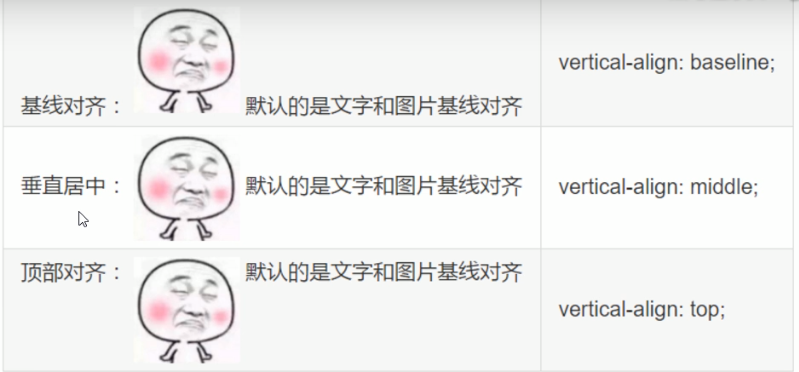 基线对齐： 默认的是文字和图片基线对齐 vertical-align: baseline;
垂直居中： 默认的是文字和图片基线对齐 vertical-align: middle;
顶部对齐： 默认的是文字和图片基线对齐 vertical-align: top;